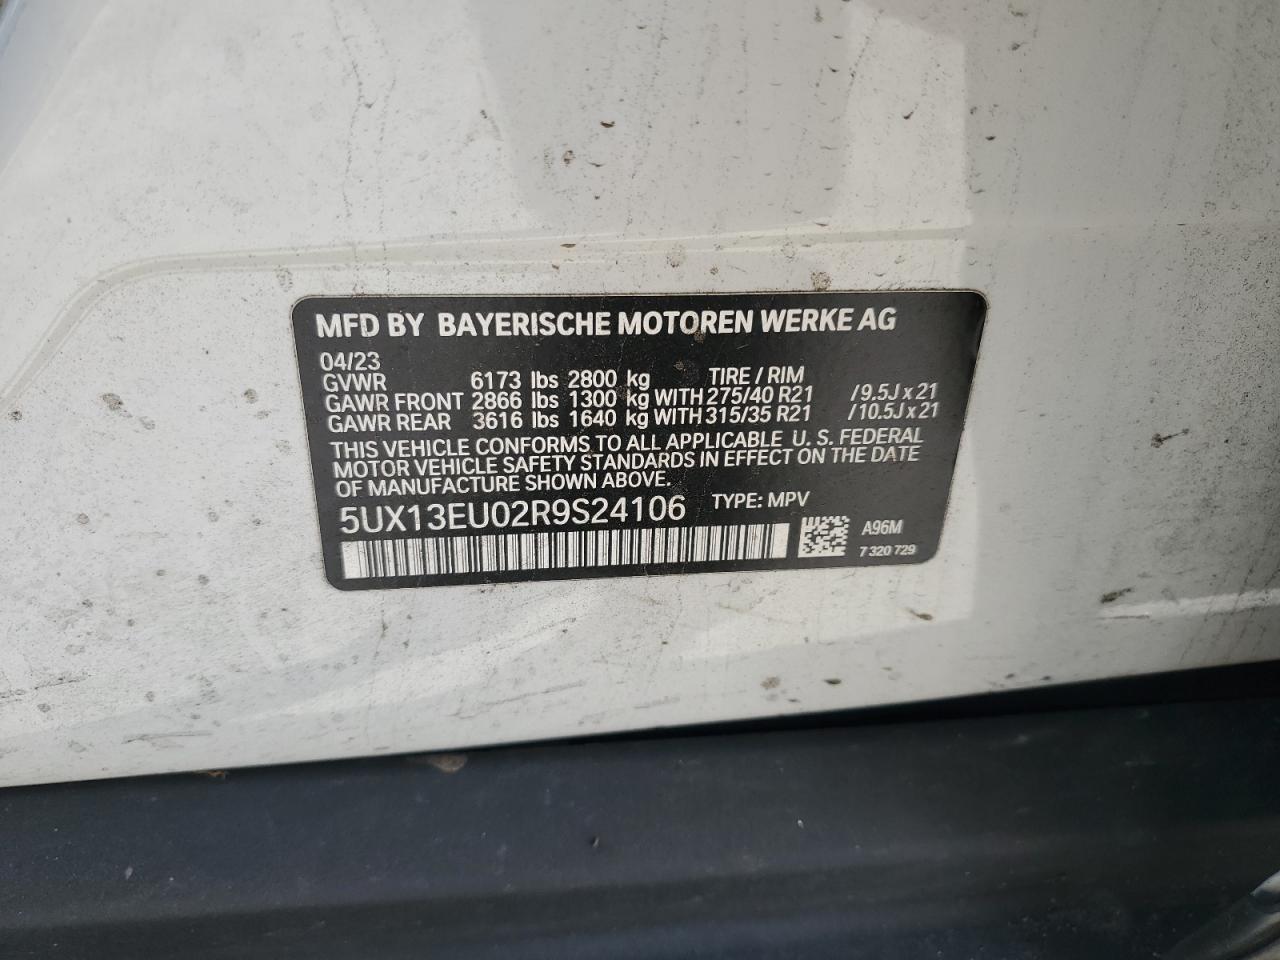 MFD BY BAYERISCHE MOTOREN WERKE AG
04/23
GVWR 6173 lbs 2800 kg TIRE / RIM
GAWR FRONT 2866 lbs 1300 kg WITH 275/40 R21 / 9.5J x 21
GAWR REAR 3616 lbs 1640 kg WITH 315/35 R21 / 10.5J x 21
THIS VEHICLE CONFORMS TO ALL APPLICABLE U. S. FEDERAL
MOTOR VEHICLE SAFETY STANDARDS IN EFFECT ON THE DATE
OF MANUFACTURE SHOWN ABOVE.
5UX13EU02R9S24106 TYPE: MPV
A96M
7 320 729